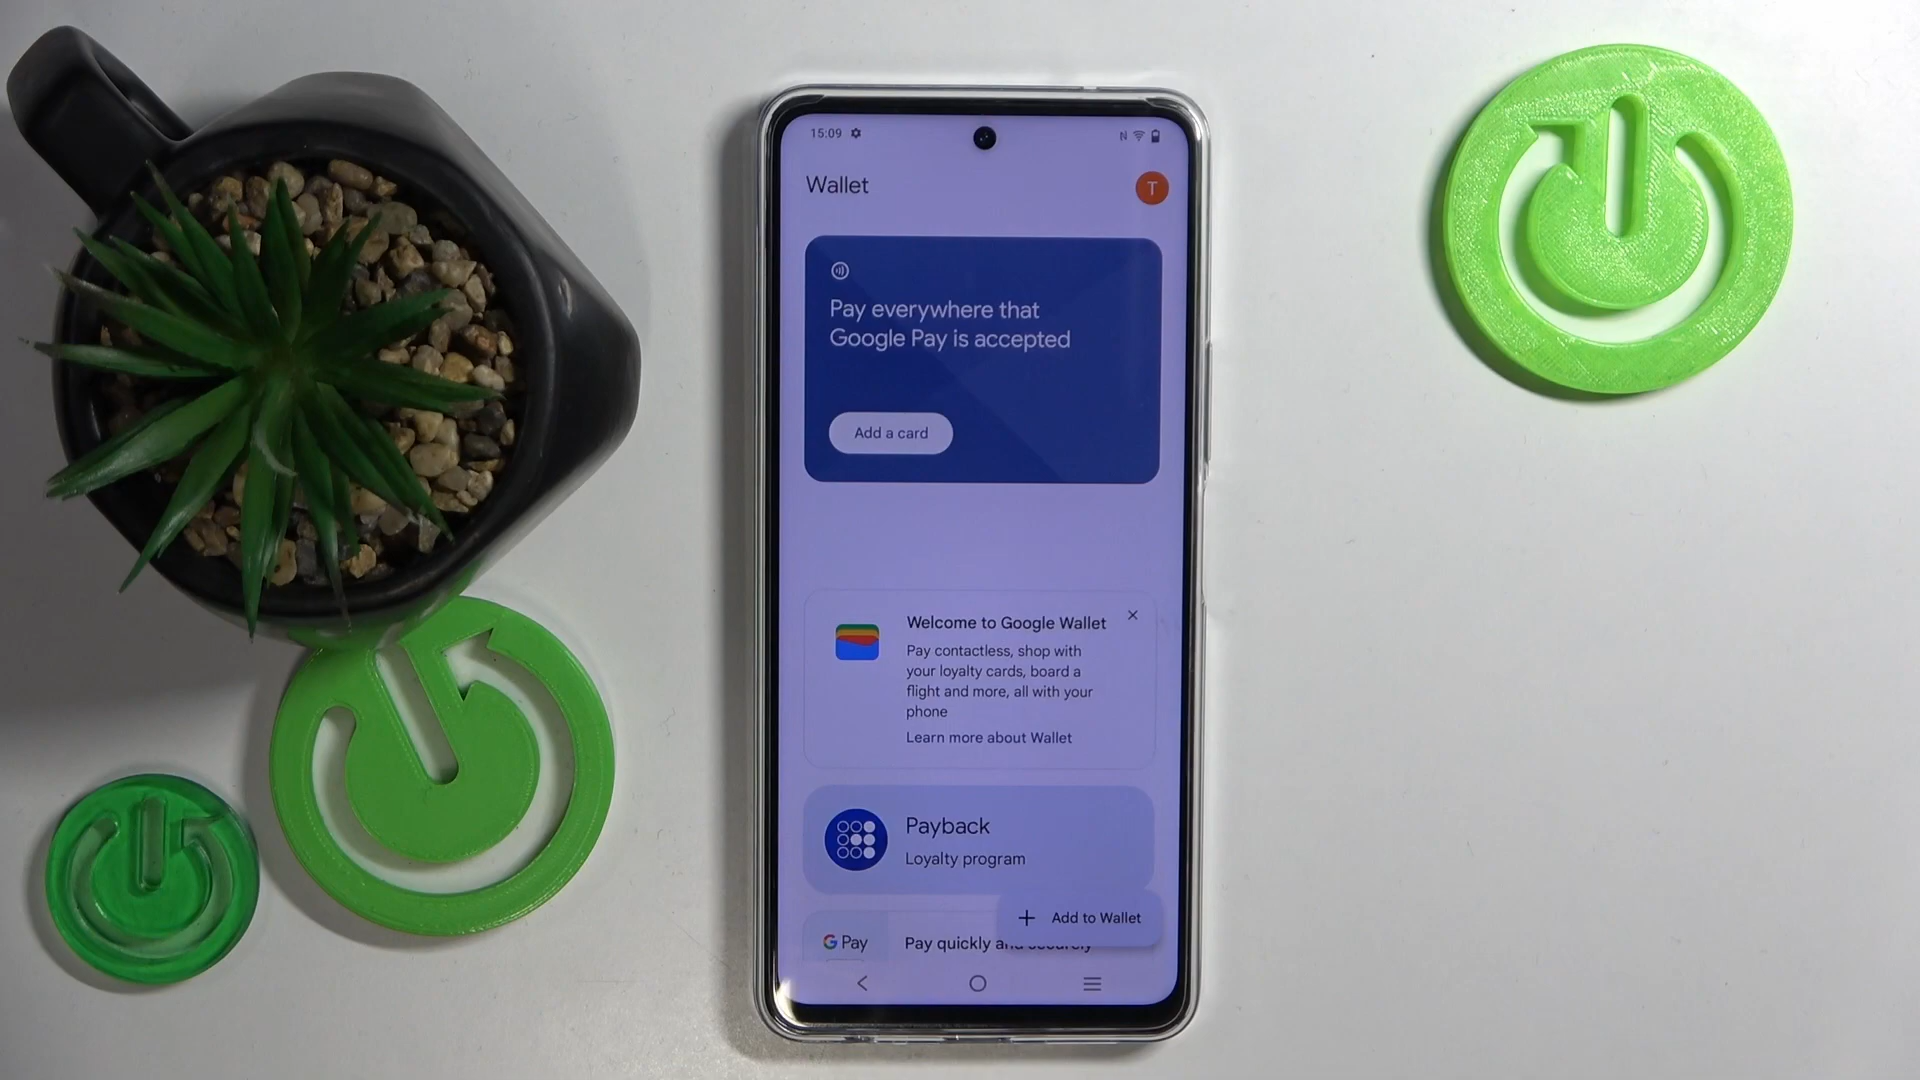 15:09
Wallet
T
Pay everywhere that
Google Pay is accepted
Add a card
Welcome to Google Wallet
Pay contactless, shop with
your loyalty cards, board a
flight and more, all with your
phone
Learn more about Wallet
Payback
Loyalty program
Add to Wallet
G Pay
Pay quickly and securely